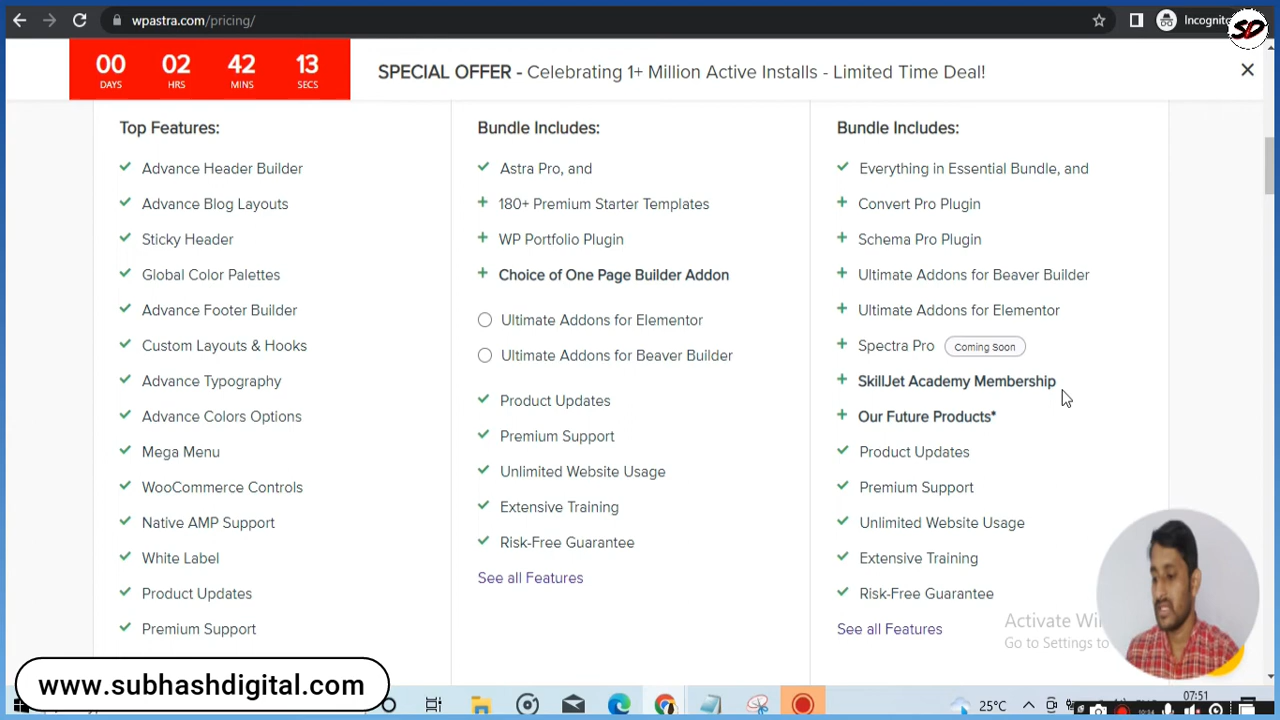 wpastra.com/pricing/
Incognito
SD
00 02 42 13
DAYS HRS MINS SECS
SPECIAL OFFER - Celebrating 1+ Million Active Installs - Limited Time Deal!
Top Features:
Advance Header Builder
Advance Blog Layouts
Sticky Header
Global Color Palettes
Advance Footer Builder
Custom Layouts & Hooks
Advance Typography
Advance Colors Options
Mega Menu
WooCommerce Controls
Native AMP Support
White Label
Product Updates
Premium Support
Bundle Includes:
Astra Pro, and
180+ Premium Starter Templates
WP Portfolio Plugin
Choice of One Page Builder Addon
Ultimate Addons for Elementor
Ultimate Addons for Beaver Builder
Product Updates
Premium Support
Unlimited Website Usage
Extensive Training
Risk-Free Guarantee
See all Features
Bundle Includes:
Everything in Essential Bundle, and
Convert Pro Plugin
Schema Pro Plugin
Ultimate Addons for Beaver Builder
Ultimate Addons for Elementor
Spectra Pro Coming Soon
SkillJet Academy Membership
Our Future Products*
Product Updates
Premium Support
Unlimited Website Usage
Extensive Training
Risk-Free Guarantee
See all Features
Activate Wi
Go to Settings to
www.subhashdigital.com
25°C
07:51